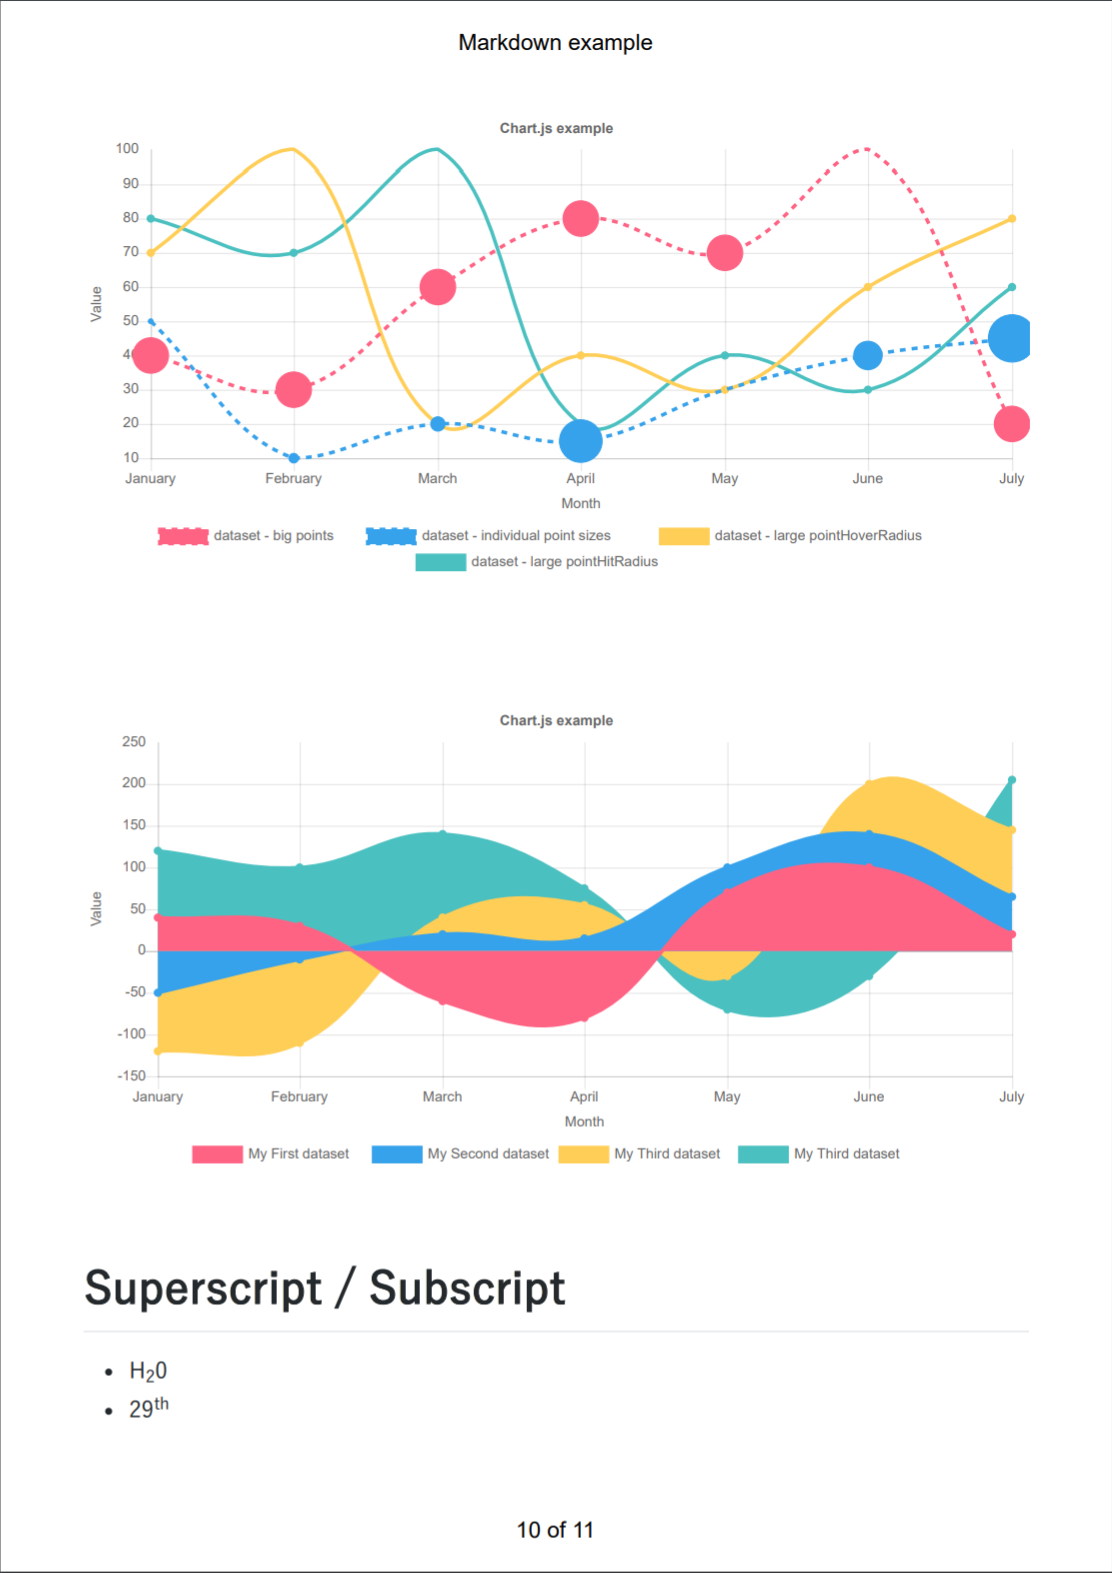 Markdown example
Chart.js example
100
90
80
70
60
50
40
30
20
10
Value
January February March April May June July
Month
dataset - big points dataset - individual point sizes dataset - large pointHoverRadius
dataset - large pointHitRadius
Chart.js example
250
200
150
100
50
0
-50
-100
-150
Value
January February March April May June July
Month
My First dataset My Second dataset My Third dataset My Third dataset
Superscript / Subscript
• H₂0
• 29ᵗʰ
10 of 11